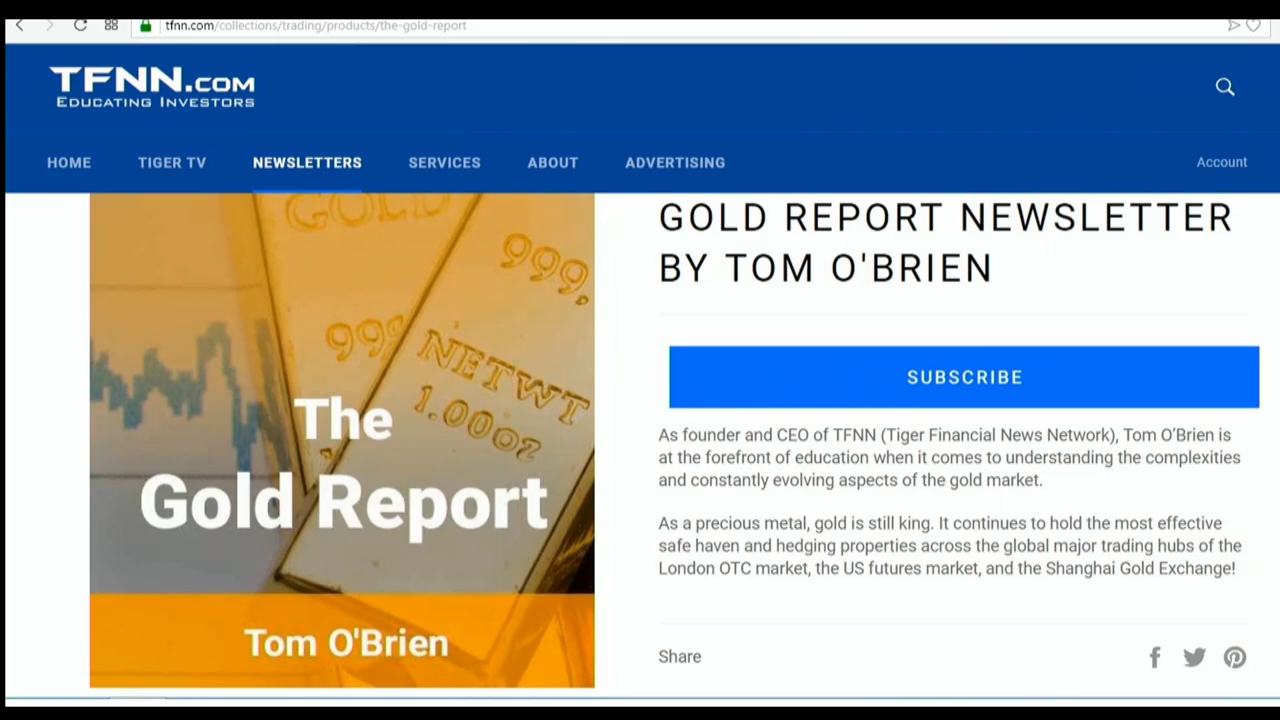 tfnn.com/collections/trading/products/the-gold-report
TFNN.COM
EDUCATING INVESTORS
HOME
TIGER TV
NEWSLETTERS
SERVICES
ABOUT
ADVERTISING
Account
GOLD
999.
999
NETWT
1.00oz
The
Gold Report
Tom O'Brien
GOLD REPORT NEWSLETTER
BY TOM O'BRIEN
SUBSCRIBE
As founder and CEO of TFNN (Tiger Financial News Network), Tom O’Brien is
at the forefront of education when it comes to understanding the complexities
and constantly evolving aspects of the gold market.
As a precious metal, gold is still king. It continues to hold the most effective
safe haven and hedging properties across the global major trading hubs of the
London OTC market, the US futures market, and the Shanghai Gold Exchange!
Share